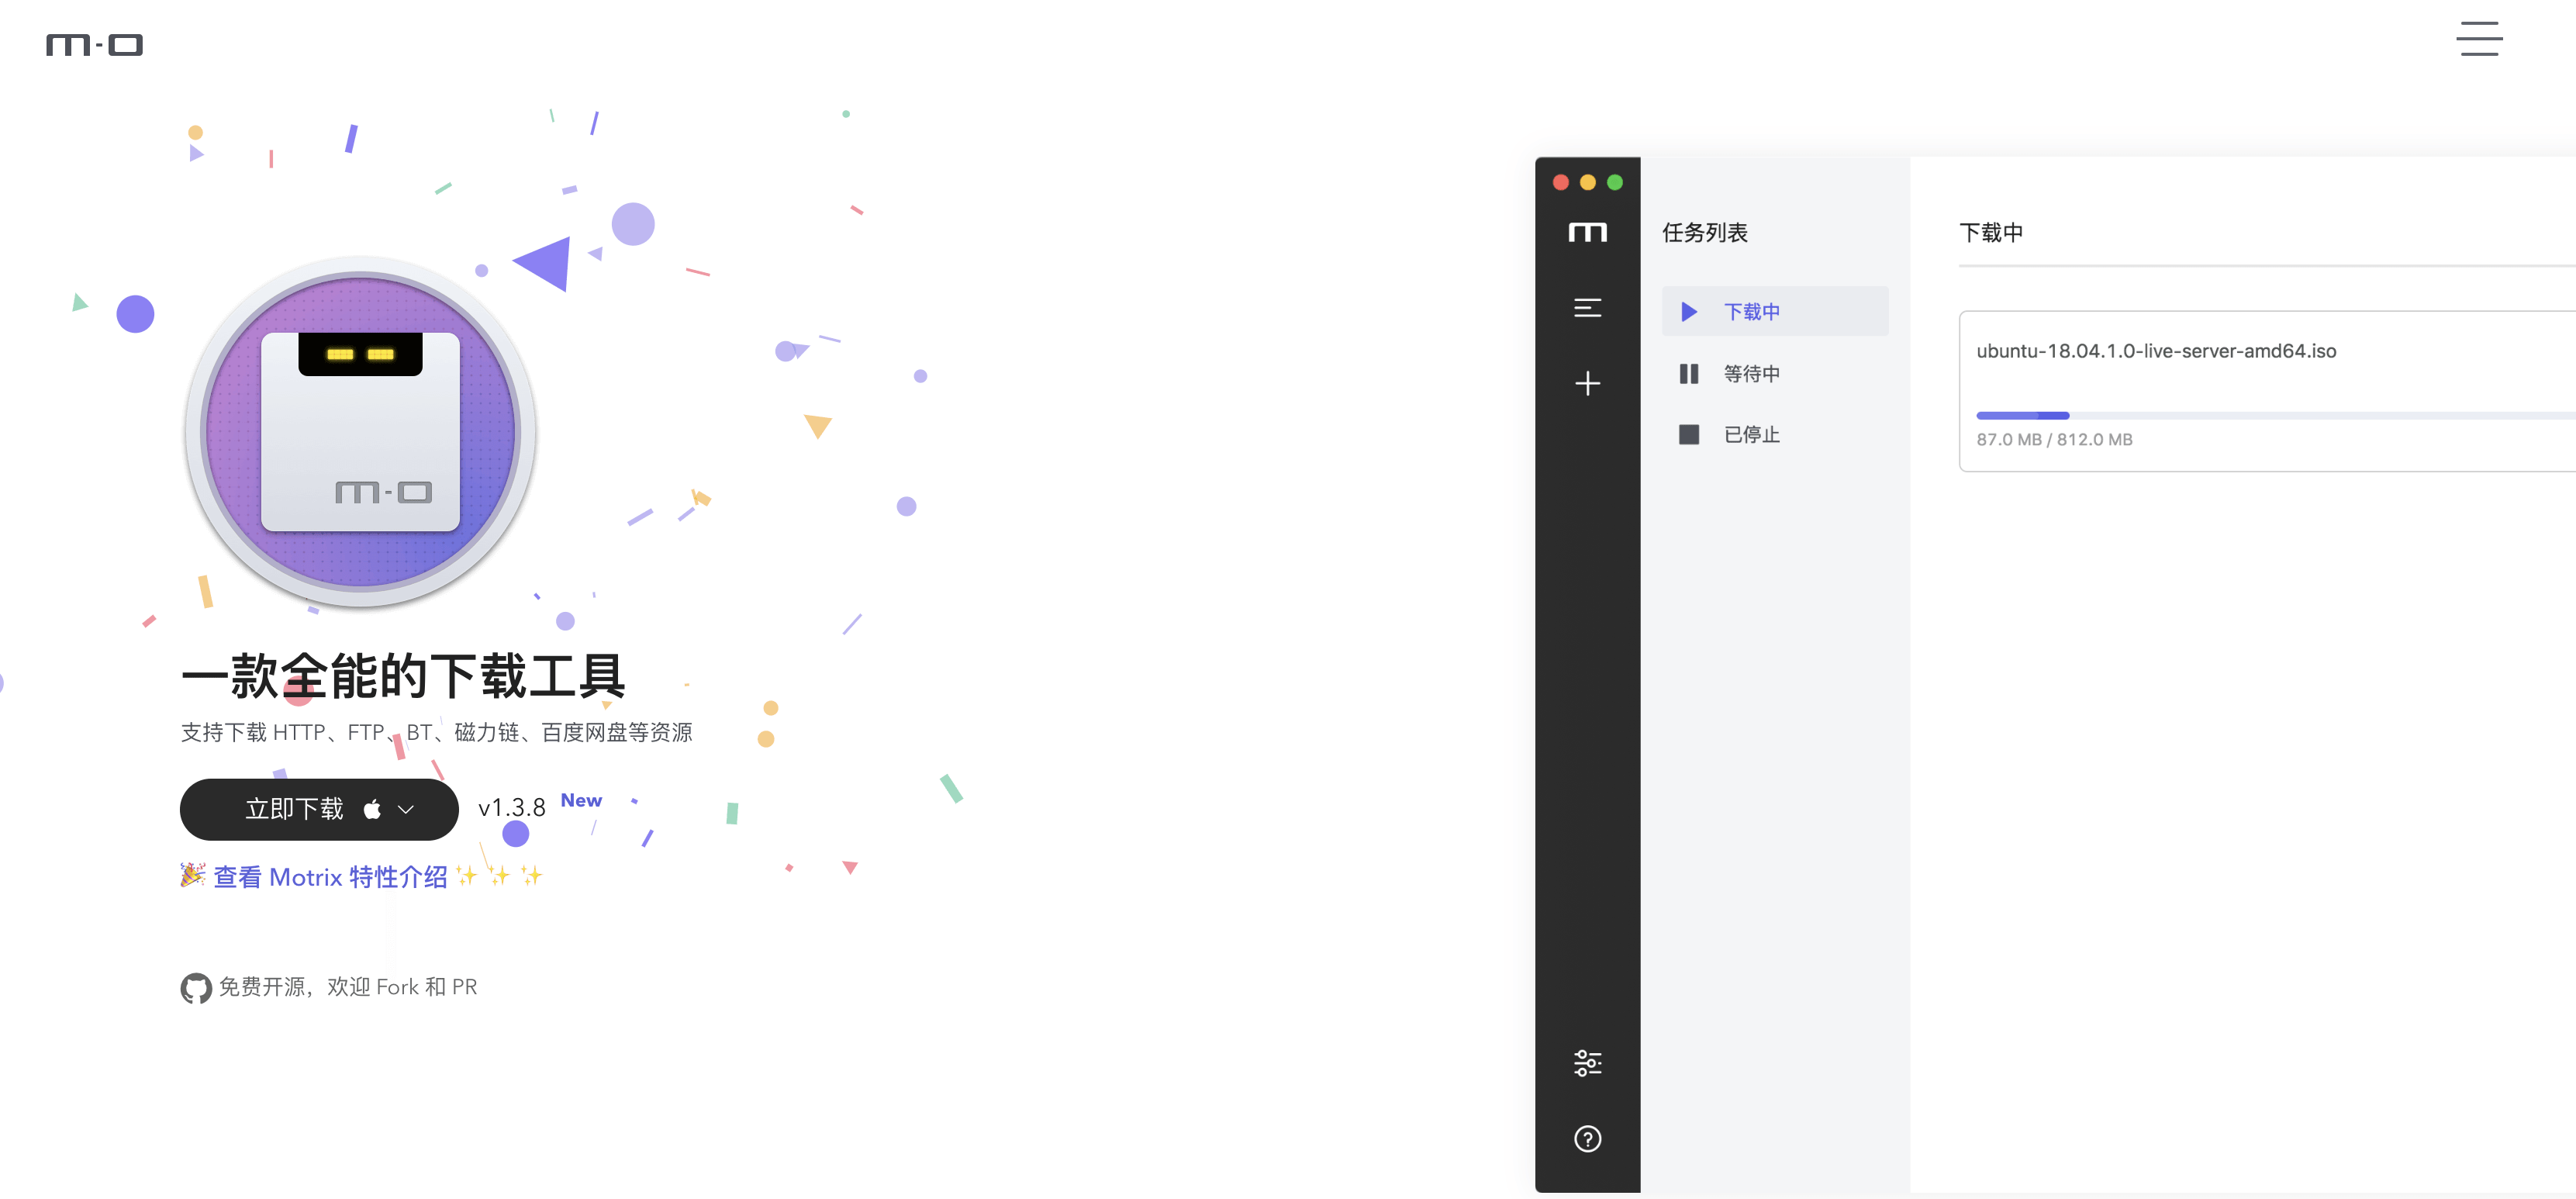 m-o
m-o
一款全能的下载工具
支持下载 HTTP、FTP、BT、磁力链、百度网盘等资源
立即下载
v1.3.8 New
🎉 查看 Motrix 特性介绍 ✨ ✨ ✨
免费开源，欢迎 Fork 和 PR
m
任务列表
下载中
等待中
已停止
下载中
ubuntu-18.04.1.0-live-server-amd64.iso
87.0 MB / 812.0 MB